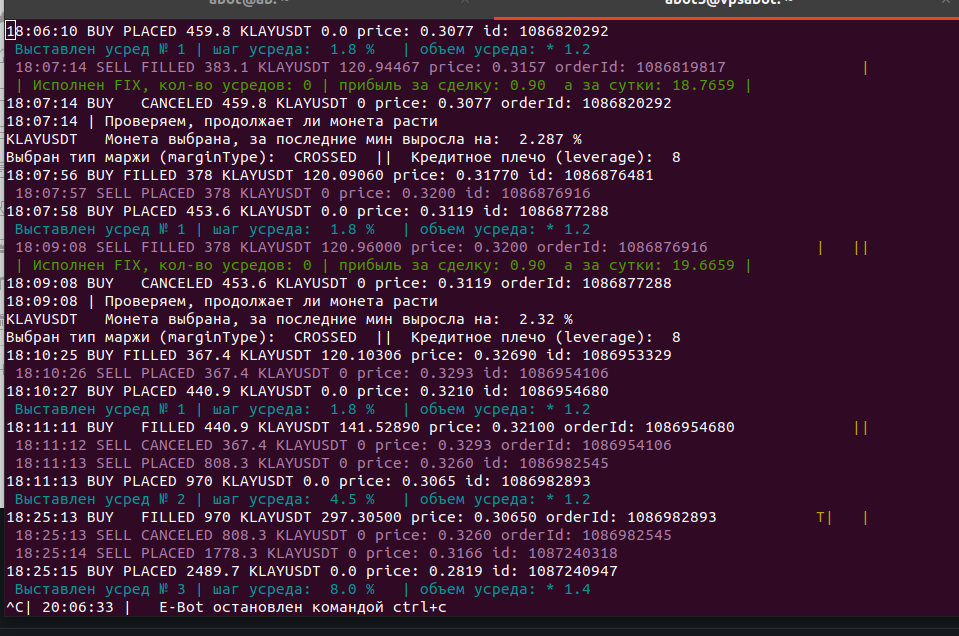 18:06:10 BUY PLACED 459.8 KLAYUSDT 0.0 price: 0.3077 id: 1086820292
Выставлен усред № 1 | шаг усреда: 1.8 % | объем усреда: * 1.2
18:07:14 SELL FILLED 383.1 KLAYUSDT 120.94467 price: 0.3157 orderId: 1086819817 |
| Исполнен FIX, кол-во усредов: 0 | прибыль за сделку: 0.90 а за сутки: 18.7659 |
18:07:14 BUY CANCELED 459.8 KLAYUSDT 0 price: 0.3077 orderId: 1086820292
18:07:14 | Проверяем, продолжает ли монета расти
KLAYUSDT Монета выбрана, за последние мин выросла на: 2.287 %
Выбран тип маржи (marginType): CROSSED || Кредитное плечо (leverage): 8
18:07:56 BUY FILLED 378 KLAYUSDT 120.09060 price: 0.31770 id: 1086876481
18:07:57 SELL PLACED 378 KLAYUSDT 0 price: 0.3200 id: 1086876916
18:07:58 BUY PLACED 453.6 KLAYUSDT 0.0 price: 0.3119 id: 1086877288
Выставлен усред № 1 | шаг усреда: 1.8 % | объем усреда: * 1.2
18:09:08 SELL FILLED 378 KLAYUSDT 120.96000 price: 0.3200 orderId: 1086876916 | ||
| Исполнен FIX, кол-во усредов: 0 | прибыль за сделку: 0.90 а за сутки: 19.6659 |
18:09:08 BUY CANCELED 453.6 KLAYUSDT 0 price: 0.3119 orderId: 1086877288
18:09:08 | Проверяем, продолжает ли монета расти
KLAYUSDT Монета выбрана, за последние мин выросла на: 2.32 %
Выбран тип маржи (marginType): CROSSED || Кредитное плечо (leverage): 8
18:10:25 BUY FILLED 367.4 KLAYUSDT 120.10306 price: 0.32690 id: 1086953329
18:10:26 SELL PLACED 367.4 KLAYUSDT 0 price: 0.3293 id: 1086954106
18:10:27 BUY PLACED 440.9 KLAYUSDT 0.0 price: 0.3210 id: 1086954680
Выставлен усред № 1 | шаг усреда: 1.8 % | объем усреда: * 1.2
18:11:11 BUY FILLED 440.9 KLAYUSDT 141.52890 price: 0.32100 orderId: 1086954680 ||
18:11:12 SELL CANCELED 367.4 KLAYUSDT 0 price: 0.3293 orderId: 1086954106
18:11:13 SELL PLACED 808.3 KLAYUSDT 0 price: 0.3260 id: 1086982545
18:11:13 BUY PLACED 970 KLAYUSDT 0.0 price: 0.3065 id: 1086982893
Выставлен усред № 2 | шаг усреда: 4.5 % | объем усреда: * 1.2
18:25:13 BUY FILLED 970 KLAYUSDT 297.30500 price: 0.30650 orderId: 1086982893 T| |
18:25:13 SELL CANCELED 808.3 KLAYUSDT 0 price: 0.3260 orderId: 1086982545
18:25:14 SELL PLACED 1778.3 KLAYUSDT 0 price: 0.3166 id: 1087240318
18:25:15 BUY PLACED 2489.7 KLAYUSDT 0.0 price: 0.2819 id: 1087240947
Выставлен усред № 3 | шаг усреда: 8.0 % | объем усреда: * 1.4
^C| 20:06:33 | E-Bot остановлен командой ctrl+c